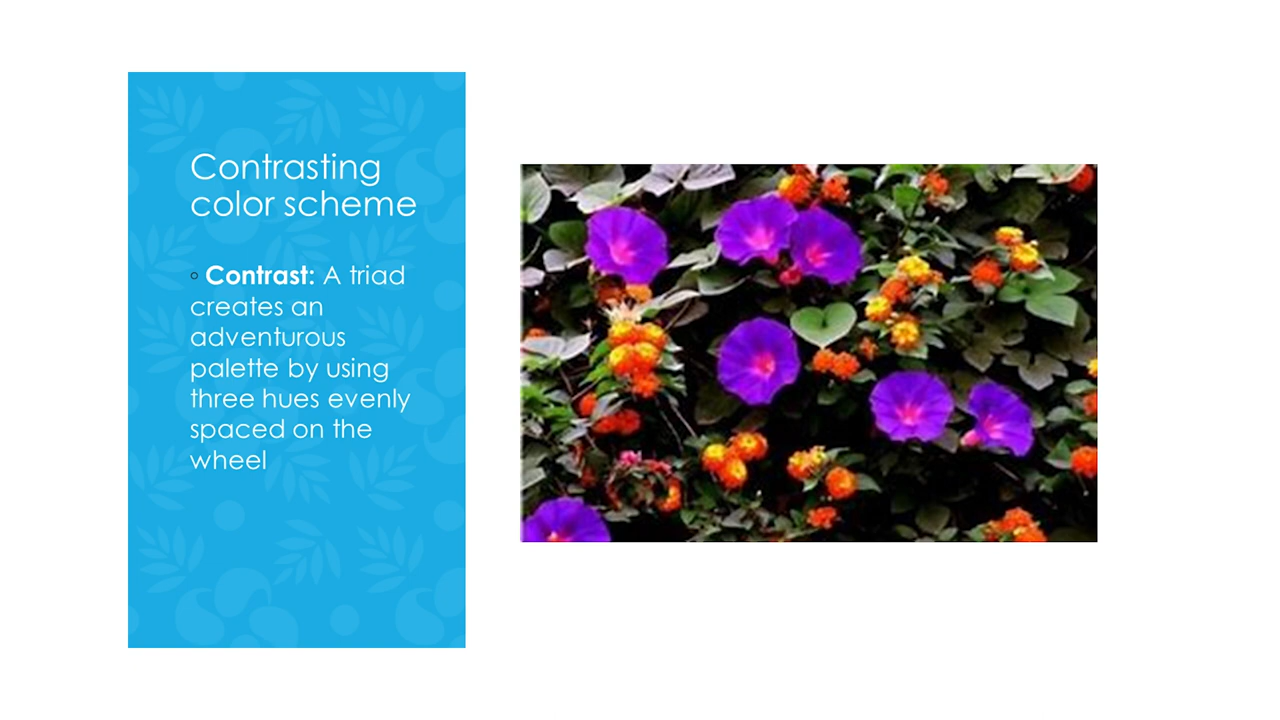 Contrasting
color scheme
◦ Contrast: A triad
creates an
adventurous
palette by using
three hues evenly
spaced on the
wheel